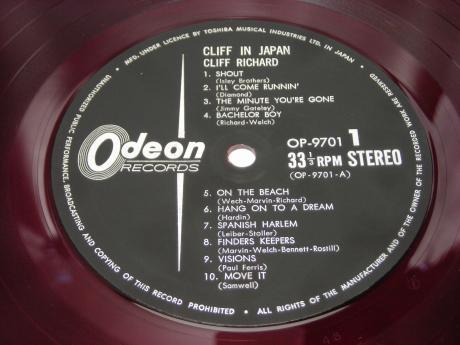 MFD. UNDER LICENCE BY TOSHIBA MUSICAL INDUSTRIES LTD. IN JAPAN.
CLIFF IN JAPAN
CLIFF RICHARD
1. SHOUT
(Isley Brothers)
2. I'LL COME RUNNIN'
(Diamond)
3. THE MINUTE YOU'RE GONE
(Jimmy Gateley)
4. BACHELOR BOY
(Richard-Welch)
Odeon
RECORDS
OP-9701 1
33⅓ RPM STEREO
(OP-9701-A)
5. ON THE BEACH
(Wech-Marvin-Richard)
6. HANG ON TO A DREAM
(Hardin)
7. SPANISH HARLEM
(Leiber-Stoller)
8. FINDERS KEEPERS
(Marvin-Welch-Bennett-Rostill)
9. VISIONS
(Paul Ferris)
10. MOVE IT
(Samwell)
UNAUTHORIZED PUBLIC PERFORMANCE, BROADCASTING AND COPYING OF THIS RECORD PROHIBITED • ALL RIGHTS OF THE MANUFACTURER AND OF THE OWNER OF THE RECORDED WORK ARE RESERVED